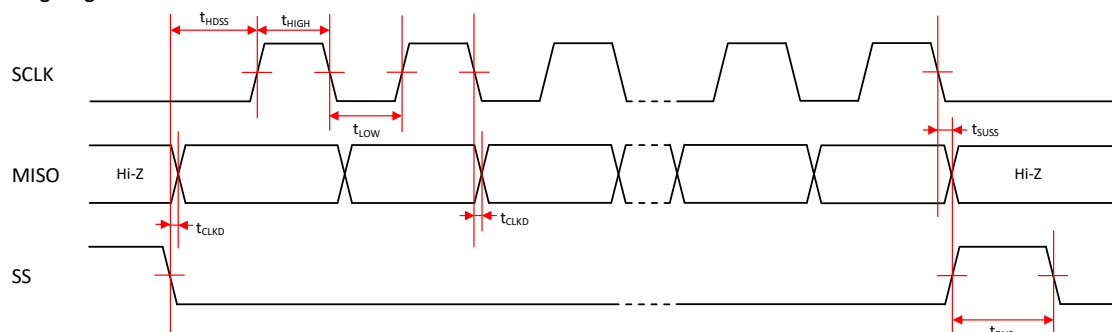 tHDSS tHIGH
SCLK
tLOW
tSUSS
MISO Hi-Z Hi-Z
tCLKD tCLKD
SS